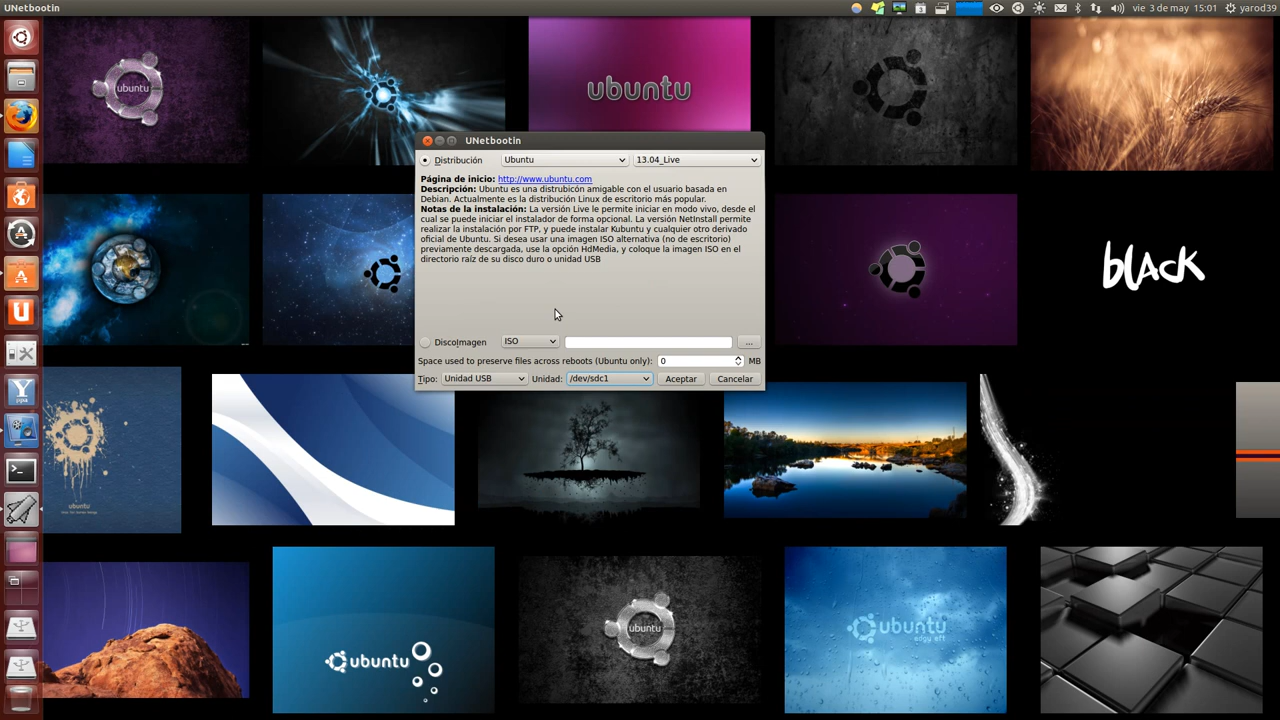 UNetbootin
vie 3 de may 15:01 yarod39
ubuntu
ubuntu
UNetbootin
Distribución Ubuntu 13.04_Live
Página de inicio: http://www.ubuntu.com
Descripción: Ubuntu es una distrubicón amigable con el usuario basada en
Debian. Actualmente es la distribución Linux de escritorio más popular.
Notas de la instalación: La versión Live le permite iniciar en modo vivo, desde el
cual se puede iniciar el instalador de forma opcional. La versión NetInstall permite
realizar la instalación por FTP, y puede instalar Kubuntu y cualquier otro derivado
oficial de Ubuntu. Si desea usar una imagen ISO alternativa (no de escritorio)
previamente descargada, use la opción HdMedia, y coloque la imagen ISO en el
directorio raíz de su disco duro o unidad USB
DiscoImagen ISO ...
Space used to preserve files across reboots (Ubuntu only): 0 MB
Tipo: Unidad USB Unidad: /dev/sdc1 Aceptar Cancelar
black
ubuntu
ubuntu
ubuntu
ubuntu
edgy eft